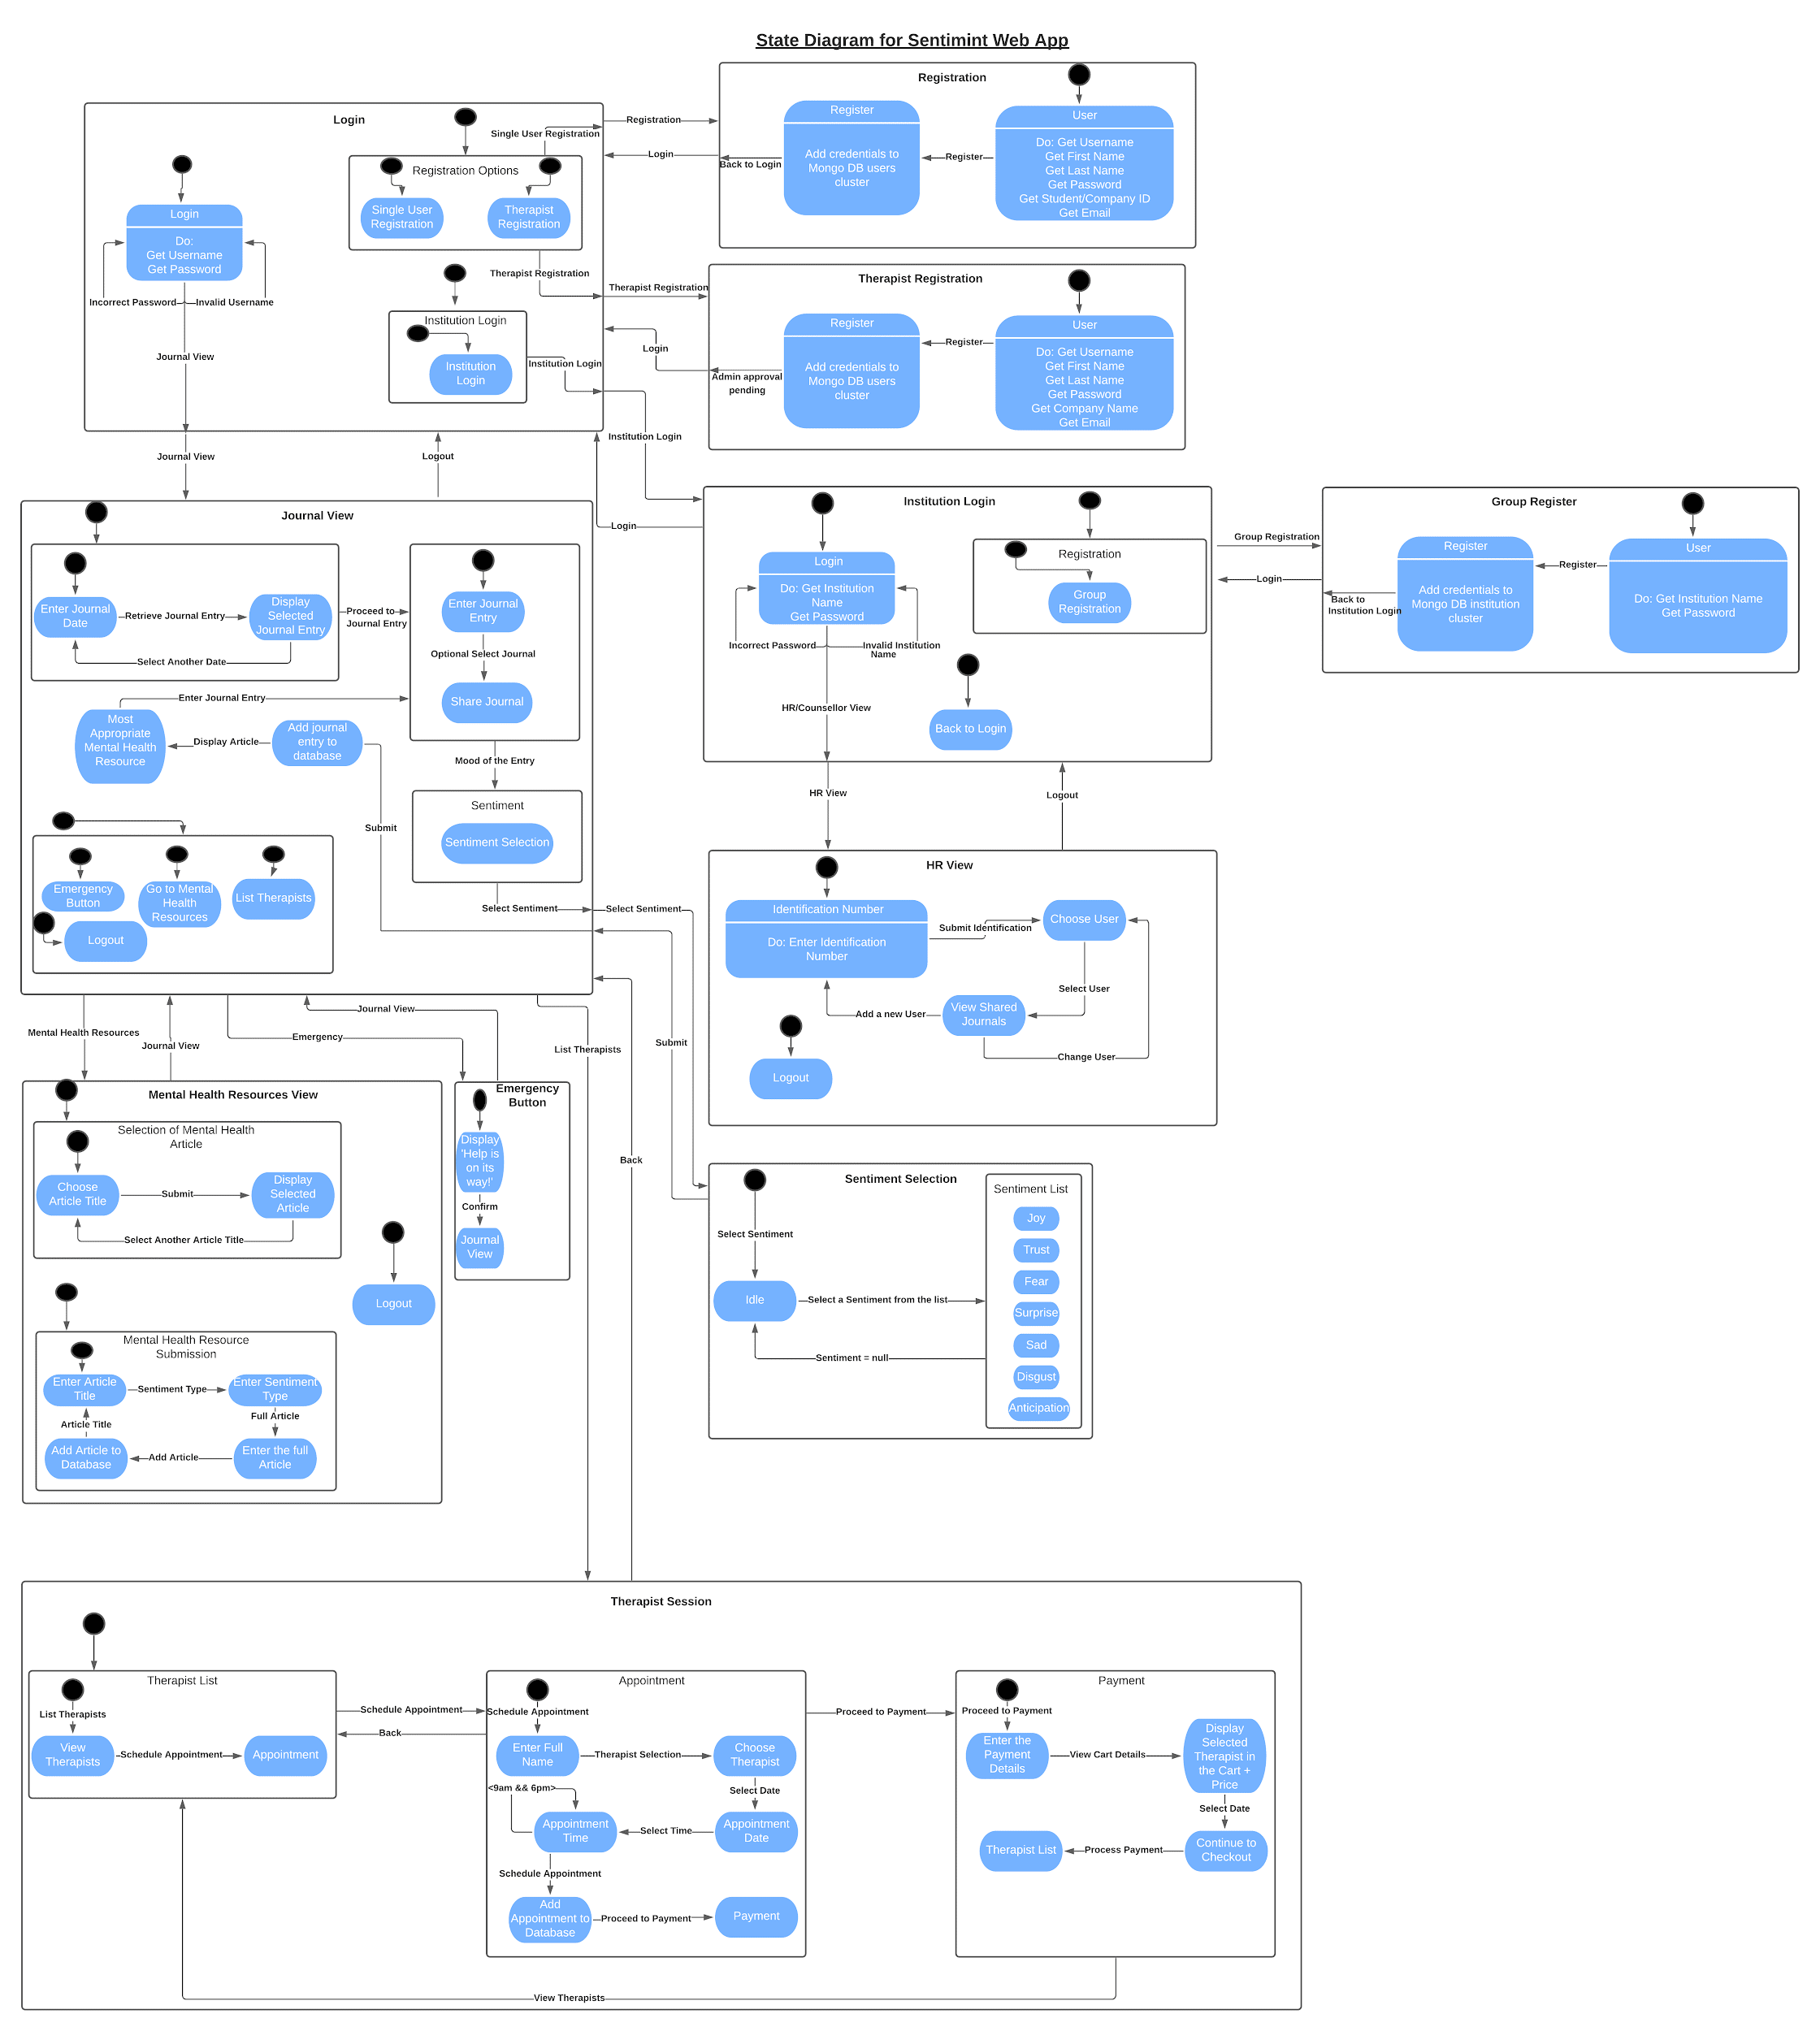 State Diagram for Sentimint Web App
Registration
Register
Add credentials to
Mongo DB users
cluster
User
Do: Get Username
Get First Name
Get Last Name
Get Password
Get Student/Company ID
Get Email
Register
Back to Login
Registration
Login
Login
Single User Registration
Registration Options
Single User
Registration
Therapist
Registration
Login
Do:
Get Username
Get Password
Incorrect Password
Invalid Username
Journal View
Therapist Registration
Institution Login
Institution
Login
Institution Login
Therapist Registration
Login
Therapist Registration
Register
Add credentials to
Mongo DB users
cluster
User
Do: Get Username
Get First Name
Get Last Name
Get Password
Get Company Name
Get Email
Register
Admin approval
pending
Institution Login
Journal View
Logout
Login
Institution Login
Login
Do: Get Institution
Name
Get Password
Incorrect Password
Invalid Institution
Name
HR/Counsellor View
Registration
Group
Registration
Back to Login
Group Registration
Login
Group Register
Register
Add credentials to
Mongo DB institution
cluster
User
Do: Get Institution Name
Get Password
Register
Back to
Institution Login
Journal View
Enter Journal
Date
Retrieve Journal Entry
Display
Selected
Journal Entry
Select Another Date
Proceed to
Journal Entry
Enter Journal
Entry
Optional Select Journal
Share Journal
Enter Journal Entry
Most
Appropriate
Mental Health
Resource
Display Article
Add journal
entry to
database
Mood of the Entry
Sentiment
Sentiment Selection
Submit
Select Sentiment
Emergency
Button
Go to Mental
Health
Resources
List Therapists
Logout
Select Sentiment
HR View
Logout
HR View
Identification Number
Do: Enter Identification
Number
Submit Identification
Choose User
Select User
View Shared
Journals
Add a new User
Change User
Logout
Mental Health Resources
Journal View
Emergency
Journal View
List Therapists
Submit
Back
Mental Health Resources View
Selection of Mental Health
Article
Choose
Article Title
Submit
Display
Selected
Article
Select Another Article Title
Logout
Mental Health Resource
Submission
Enter Article
Title
Sentiment Type
Enter Sentiment
Type
Full Article
Article Title
Add Article to
Database
Add Article
Enter the full
Article
Emergency
Button
Display
'Help is
on its
way!'
Confirm
Journal
View
Sentiment Selection
Select Sentiment
Idle
Select a Sentiment from the list
Sentiment = null
Sentiment List
Joy
Trust
Fear
Surprise
Sad
Disgust
Anticipation
Therapist Session
Therapist List
List Therapists
View
Therapists
Schedule Appointment
Appointment
Schedule Appointment
Back
Appointment
Schedule Appointment
Enter Full
Name
Therapist Selection
Choose
Therapist
<9am && 6pm>
Select Date
Appointment
Time
Select Time
Appointment
Date
Schedule Appointment
Add
Appointment to
Database
Proceed to Payment
Payment
Proceed to Payment
Payment
Proceed to Payment
Enter the
Payment
Details
View Cart Details
Display
Selected
Therapist in
the Cart +
Price
Select Date
Therapist List
Process Payment
Continue to
Checkout
View Therapists